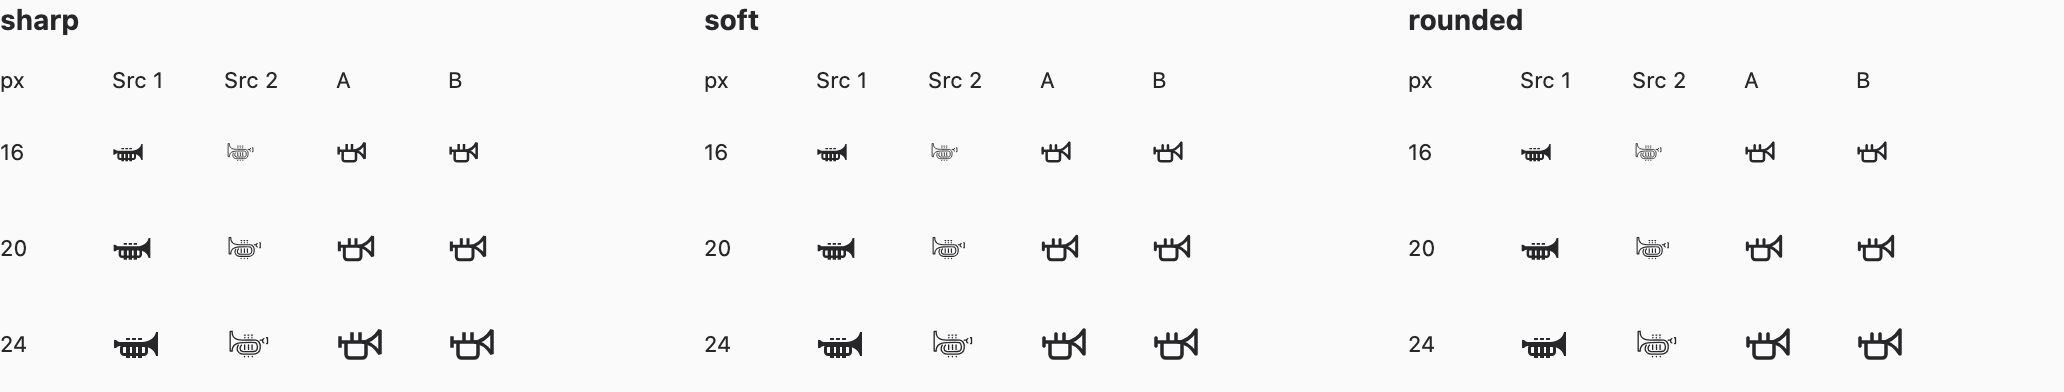 sharp soft rounded
px Src 1 Src 2 A B px Src 1 Src 2 A B px Src 1 Src 2 A B
16 16 16
20 20 20
24 24 24